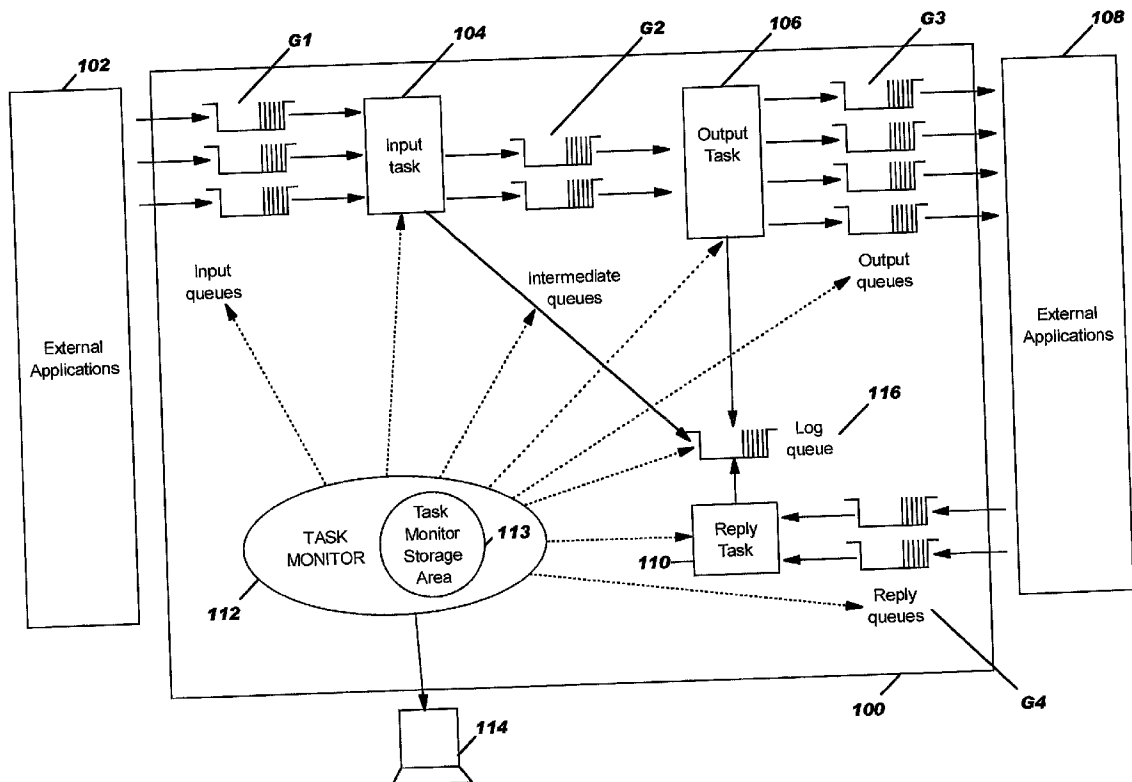 G1
104
G2
106
G3
108
102
Input
task
Output
Task
Input
queues
Intermediate
queues
Output
queues
External
Applications
External
Applications
Log
queue
116
TASK
MONITOR
Task
Monitor
Storage
Area
113
Reply
Task
110
112
Reply
queues
100
G4
114